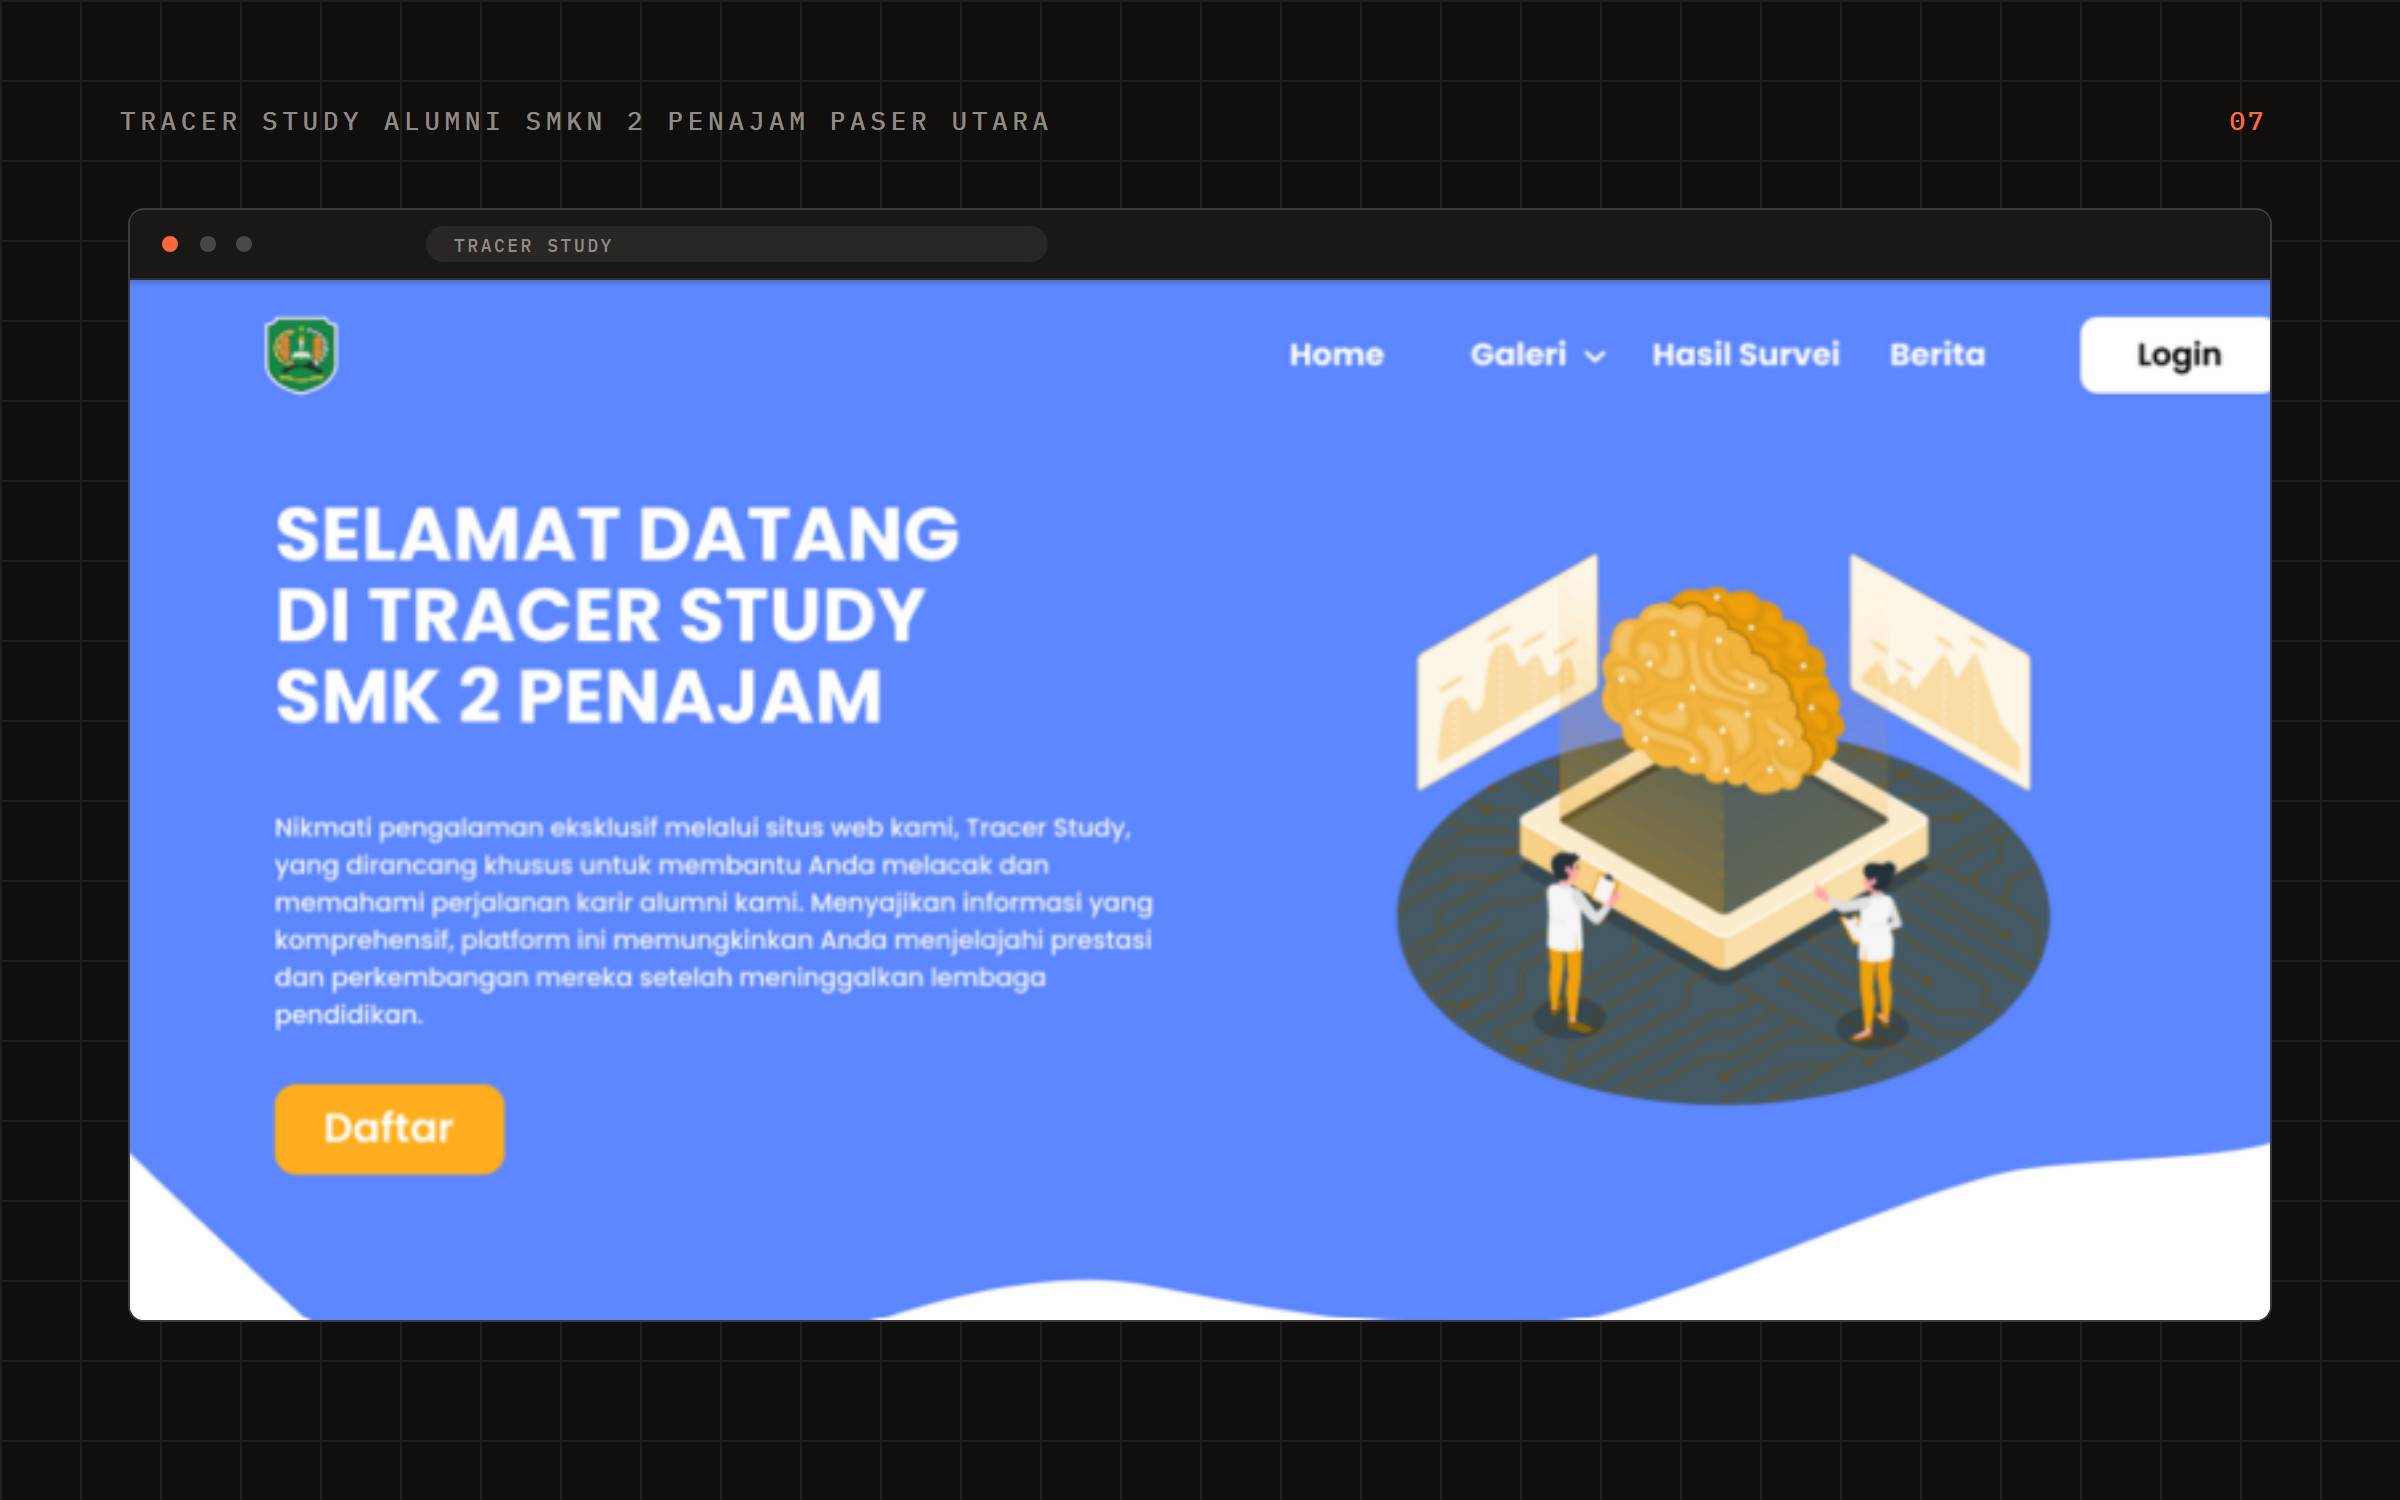 TRACER STUDY ALUMNI SMKN 2 PENAJAM PASER UTARA
07
TRACER STUDY
Home Galeri Hasil Survei Berita Login
SELAMAT DATANG
DI TRACER STUDY
SMK 2 PENAJAM
Nikmati pengalaman eksklusif melalui situs web kami, Tracer Study,
yang dirancang khusus untuk membantu Anda melacak dan
memahami perjalanan karir alumni kami. Menyajikan informasi yang
komprehensif, platform ini memungkinkan Anda menjelajahi prestasi
dan perkembangan mereka setelah meninggalkan lembaga
pendidikan.
Daftar